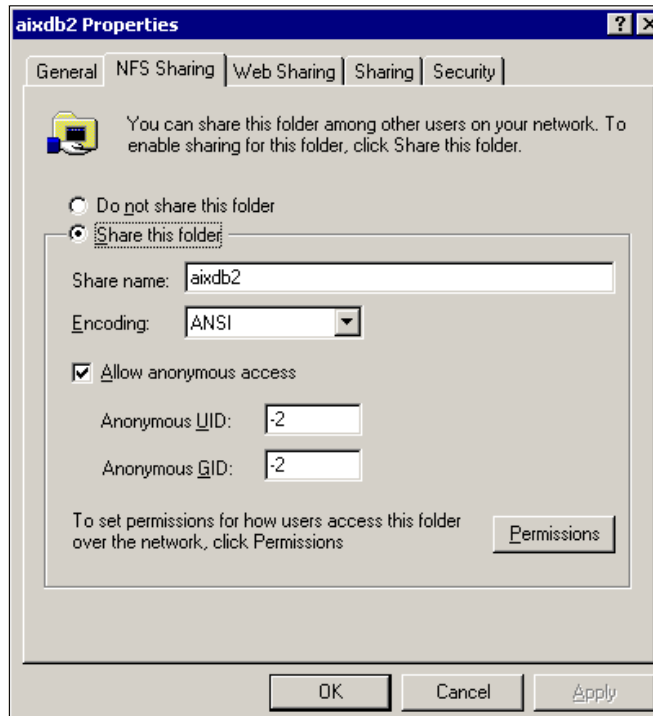 aixdb2 Properties
General NFS Sharing Web Sharing Sharing Security
You can share this folder among other users on your network. To
enable sharing for this folder, click Share this folder.
Do not share this folder
Share this folder
Share name: aixdb2
Encoding: ANSI
Allow anonymous access
Anonymous UID: -2
Anonymous GID: -2
To set permissions for how users access this folder
over the network, click Permissions
Permissions
OK Cancel Apply